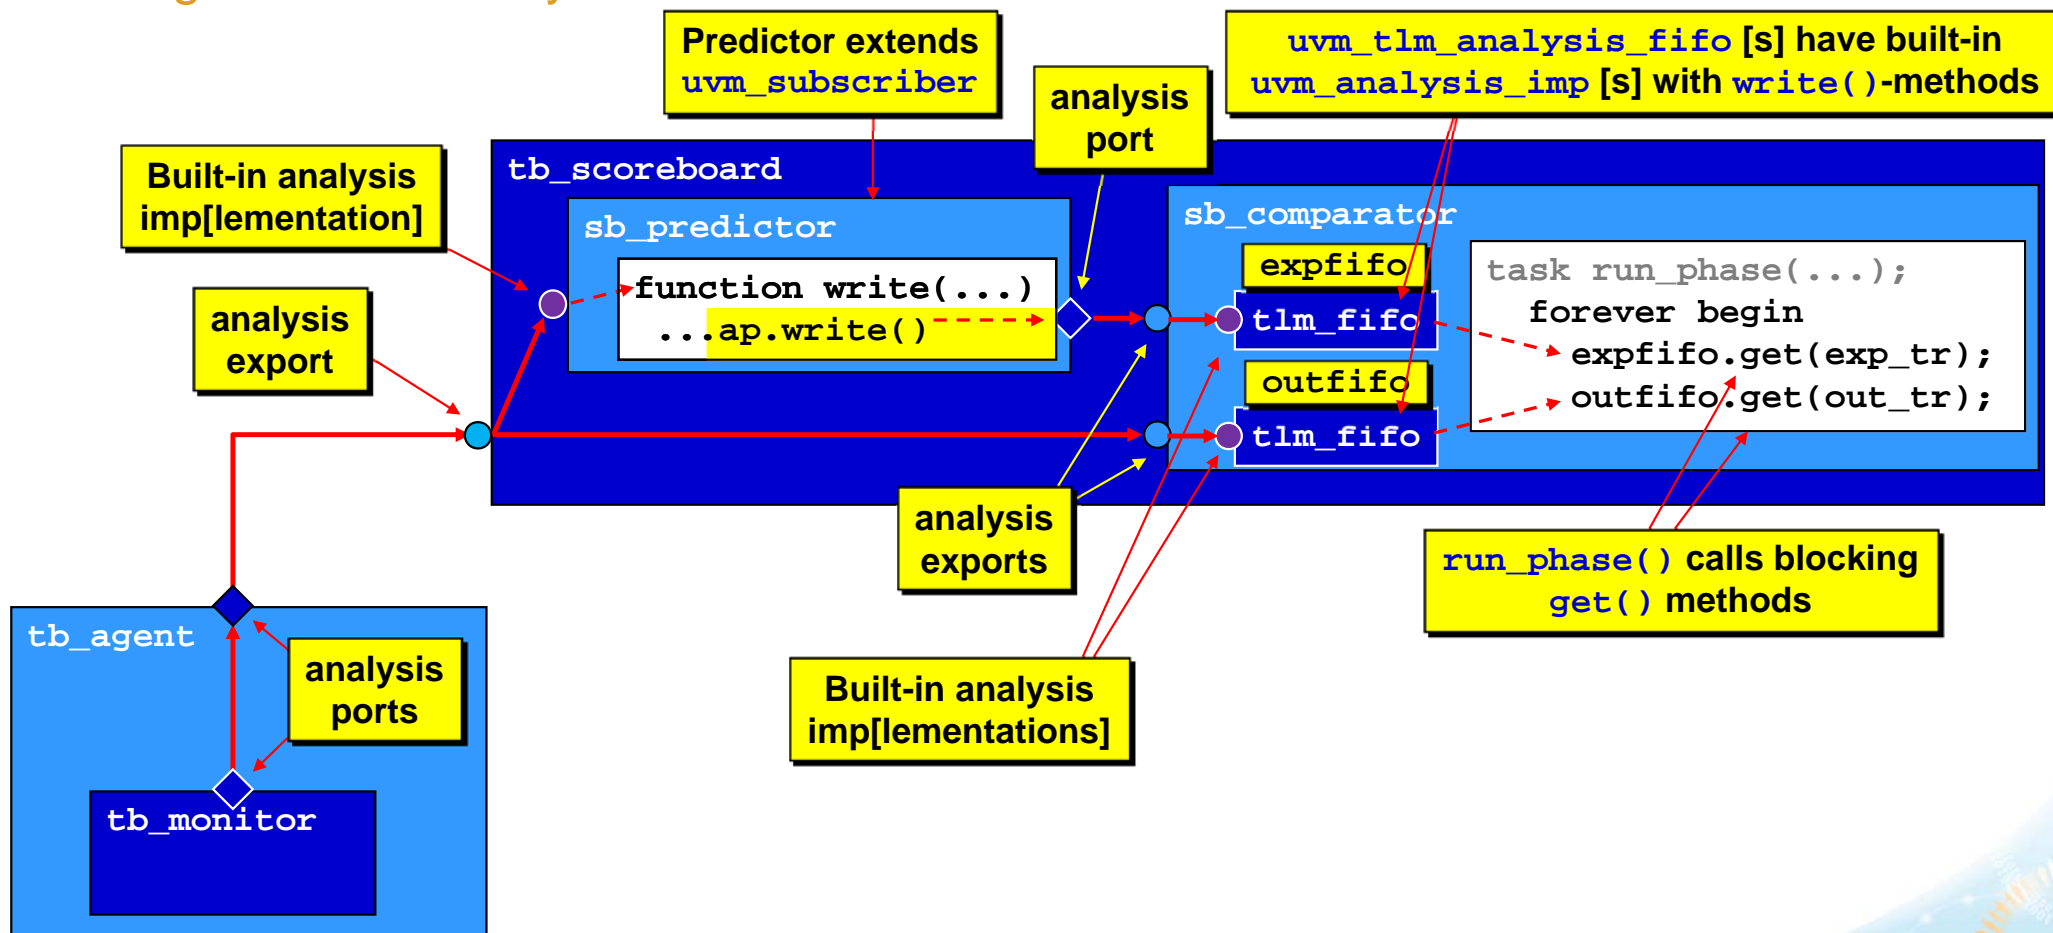 Predictor extends
uvm_subscriber
uvm_tlm_analysis_fifo [s] have built-in
uvm_analysis_imp [s] with write()-methods
analysis
port
Built-in analysis
imp[lementation]
tb_scoreboard
sb_predictor
function write(...)
...ap.write()
sb_comparator
expfifo
tlm_fifo
outfifo
tlm_fifo
task run_phase(...);
forever begin
expfifo.get(exp_tr);
outfifo.get(out_tr);
analysis
export
analysis
exports
run_phase() calls blocking
get() methods
tb_agent
analysis
ports
Built-in analysis
imp[lementations]
tb_monitor